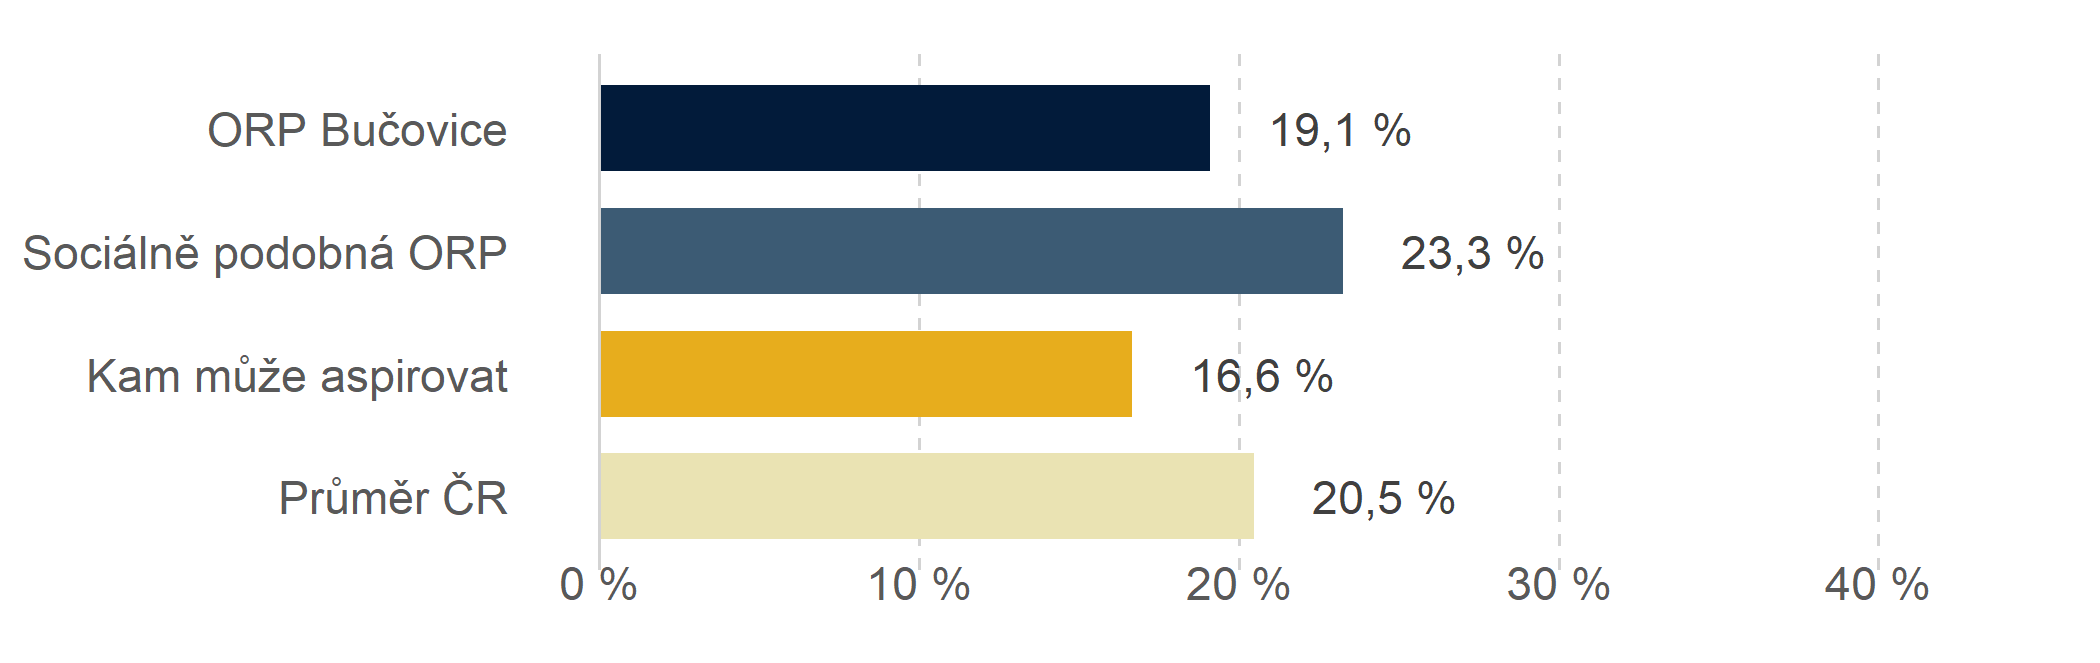 ORP Bučovice 19,1 %
Sociálně podobná ORP 23,3 %
Kam může aspirovat 16,6 %
Průměr ČR 20,5 %
0 % 10 % 20 % 30 % 40 %